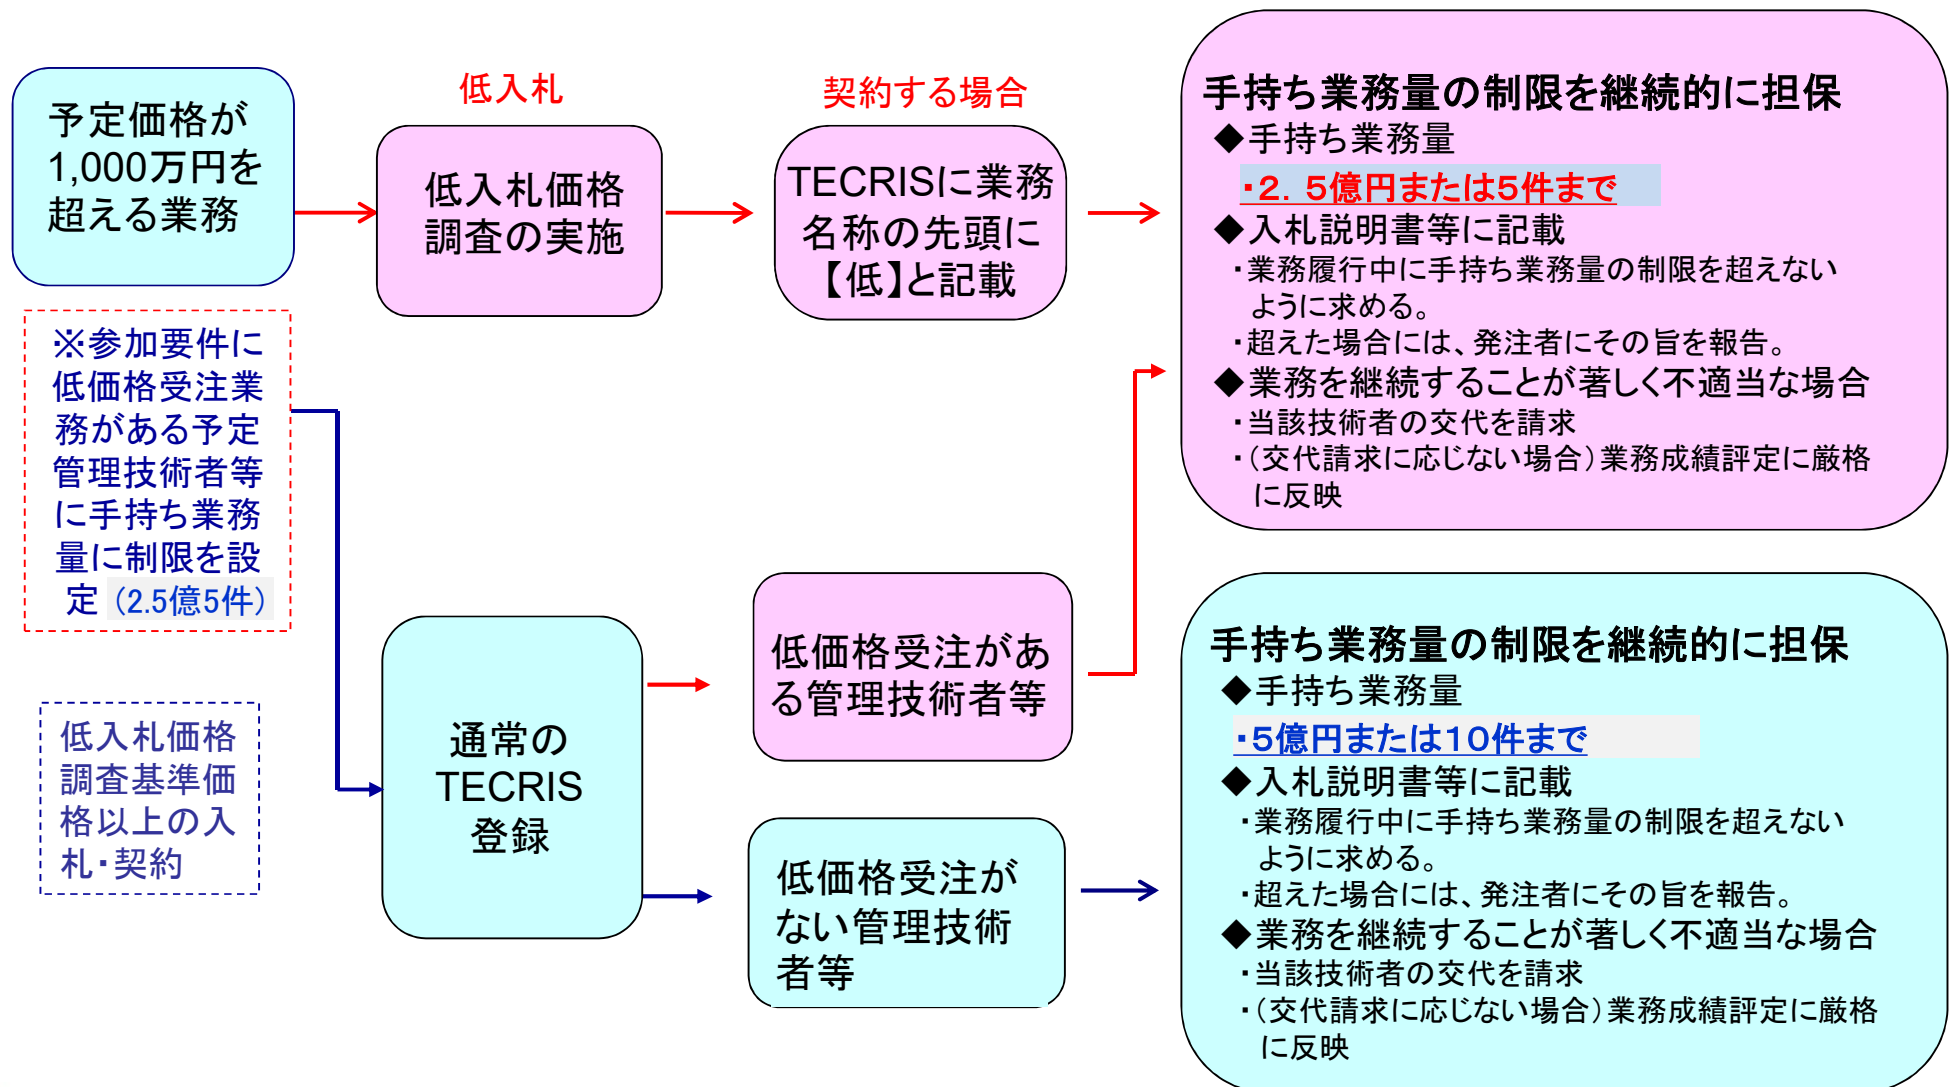 予定価格が
1,000万円を
超える業務
低入札
低入札価格
調査の実施
契約する場合
TECRISに業務
名称の先頭に
【低】と記載
手持ち業務量の制限を継続的に担保
◆手持ち業務量
・２．５億円または５件まで
◆入札説明書等に記載
・業務履行中に手持ち業務量の制限を超えない
ように求める。
・超えた場合には、発注者にその旨を報告。
◆業務を継続することが著しく不適当な場合
・当該技術者の交代を請求
・（交代請求に応じない場合）業務成績評定に厳格
に反映
※参加要件に
低価格受注業
務がある予定
管理技術者等
に手持ち業務
量に制限を設
定（2.5億5件）
低入札価格
調査基準価
格以上の入
札・契約
通常の
TECRIS
登録
低価格受注があ
る管理技術者等
低価格受注が
ない管理技術
者等
手持ち業務量の制限を継続的に担保
◆手持ち業務量
・５億円または１０件まで
◆入札説明書等に記載
・業務履行中に手持ち業務量の制限を超えない
ように求める。
・超えた場合には、発注者にその旨を報告。
◆業務を継続することが著しく不適当な場合
・当該技術者の交代を請求
・（交代請求に応じない場合）業務成績評定に厳格
に反映